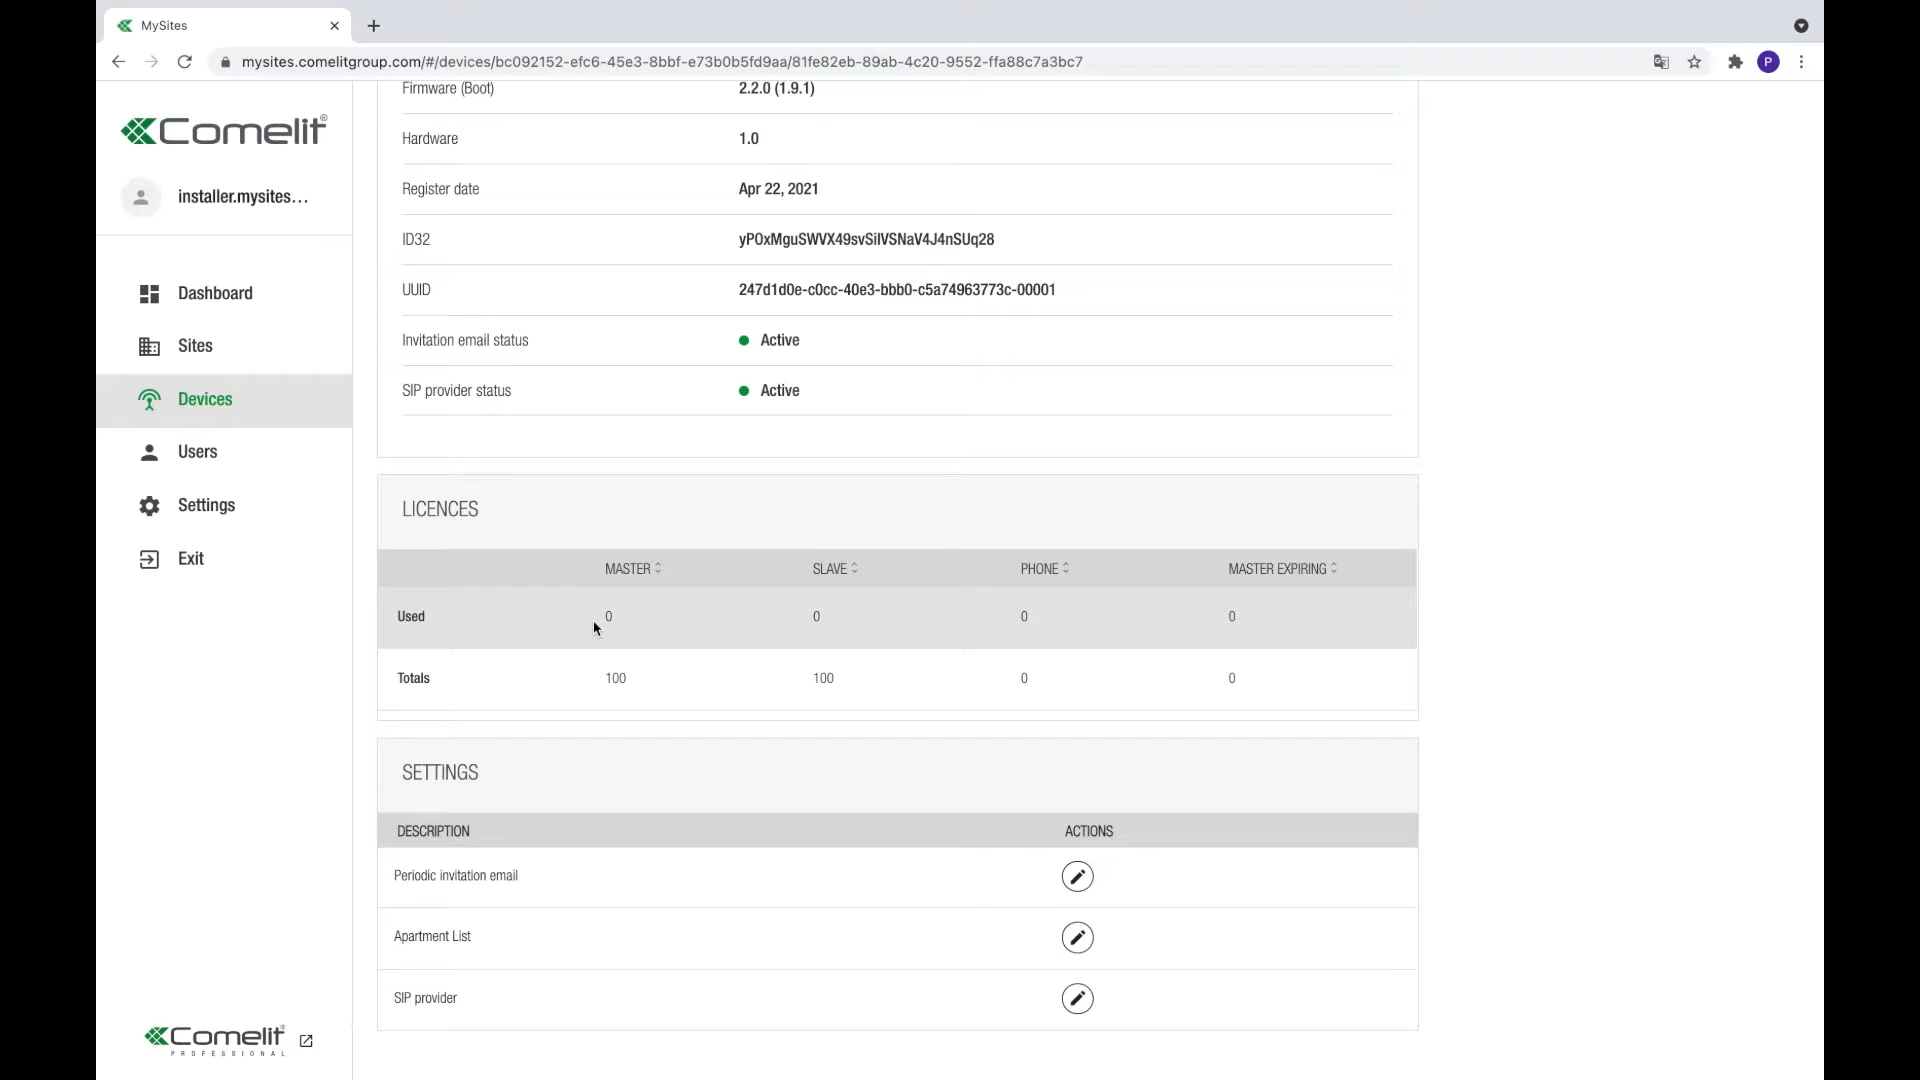 MySites
mysites.comelitgroup.com/#/devices/bc092152-efc6-45e3-8bbf-e73b0b5fd9aa/81fe82eb-89ab-4c20-9552-ffa88c7a3bc7
P
Comelit®
installer.mysites...
Dashboard
Sites
Devices
Users
Settings
Exit
Comelit®
PROFESSIONAL
Firmware (Boot) 2.2.0 (1.9.1)
Hardware 1.0
Register date Apr 22, 2021
ID32 yP0xMguSWVX49svSilVSNaV4J4nSUq28
UUID 247d1d0e-c0cc-40e3-bbb0-c5a74963773c-00001
Invitation email status Active
SIP provider status Active
LICENCES
MASTER SLAVE PHONE MASTER EXPIRING
Used 0 0 0 0
Totals 100 100 0 0
SETTINGS
DESCRIPTION ACTIONS
Periodic invitation email
Apartment List
SIP provider